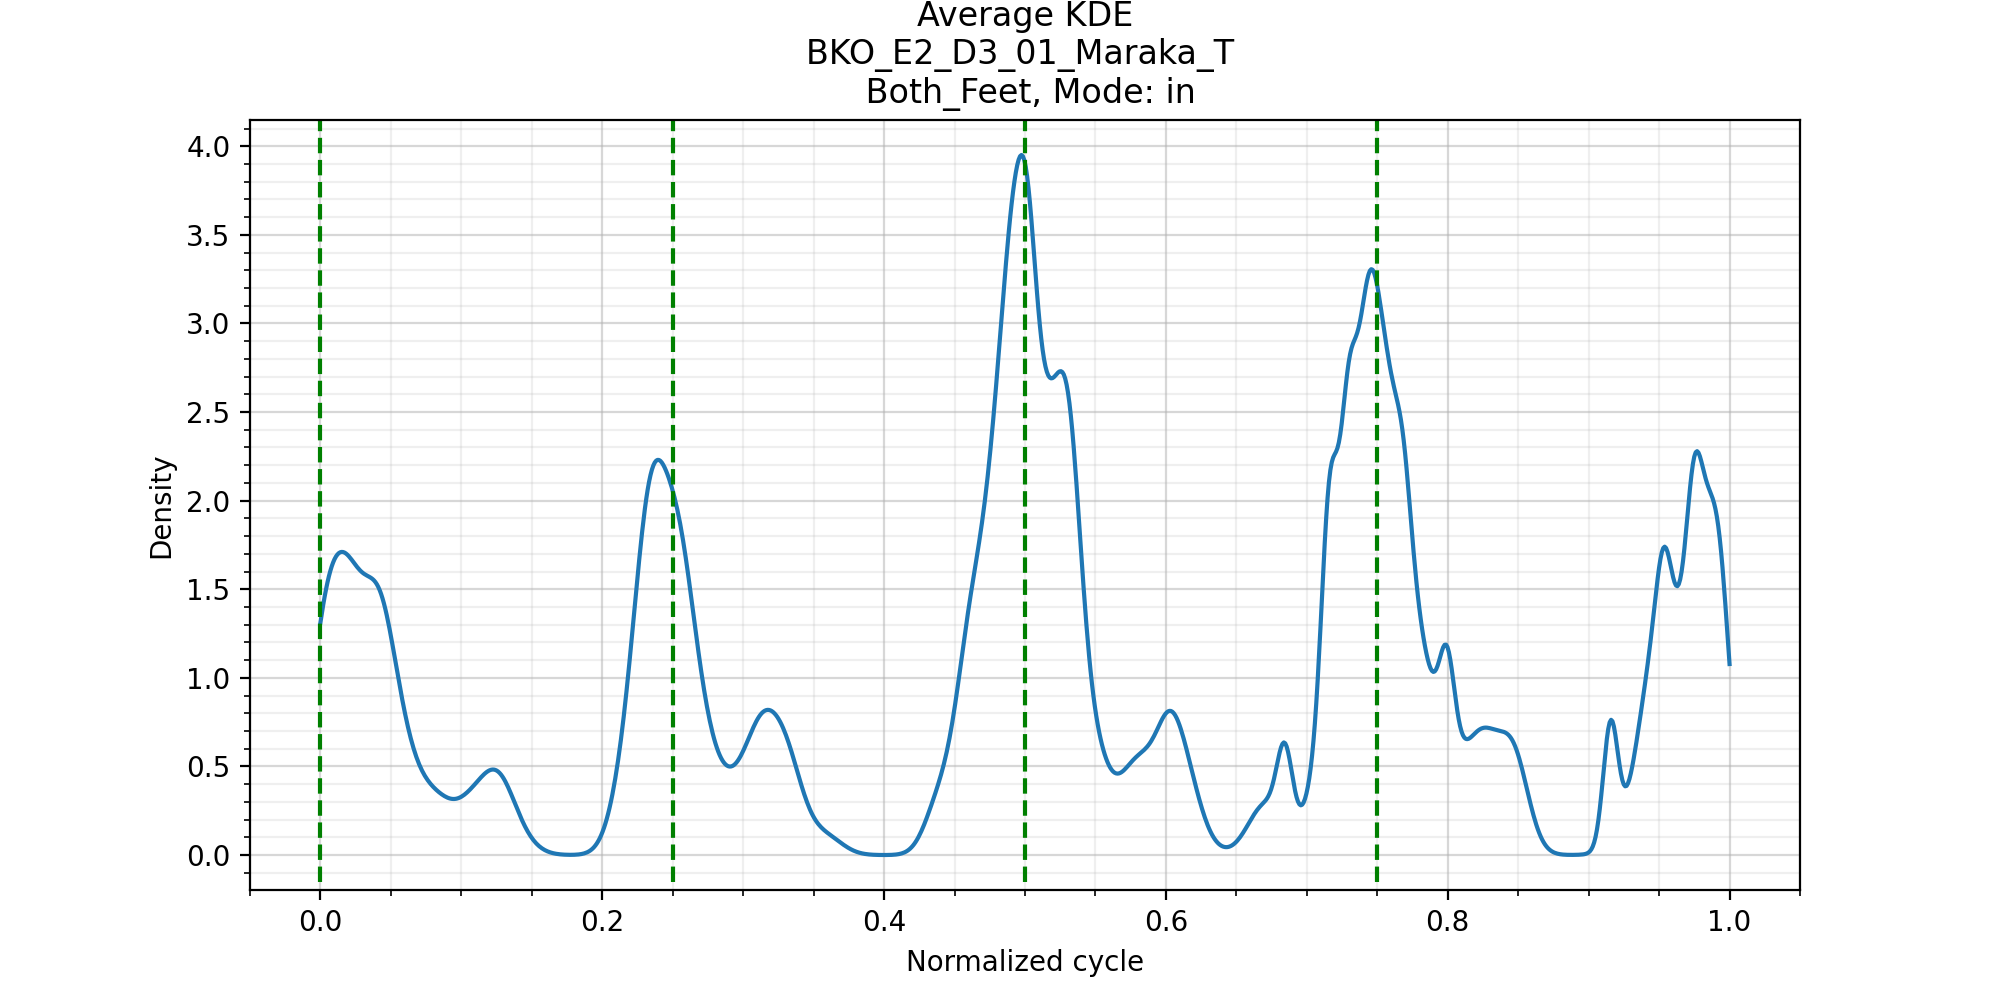 Average KDE
BKO_E2_D3_01_Maraka_T
Both_Feet, Mode: in
4.0
3.5
3.0
2.5
2.0
1.5
1.0
0.5
0.0
Density
0.0 0.2 0.4 0.6 0.8 1.0
Normalized cycle